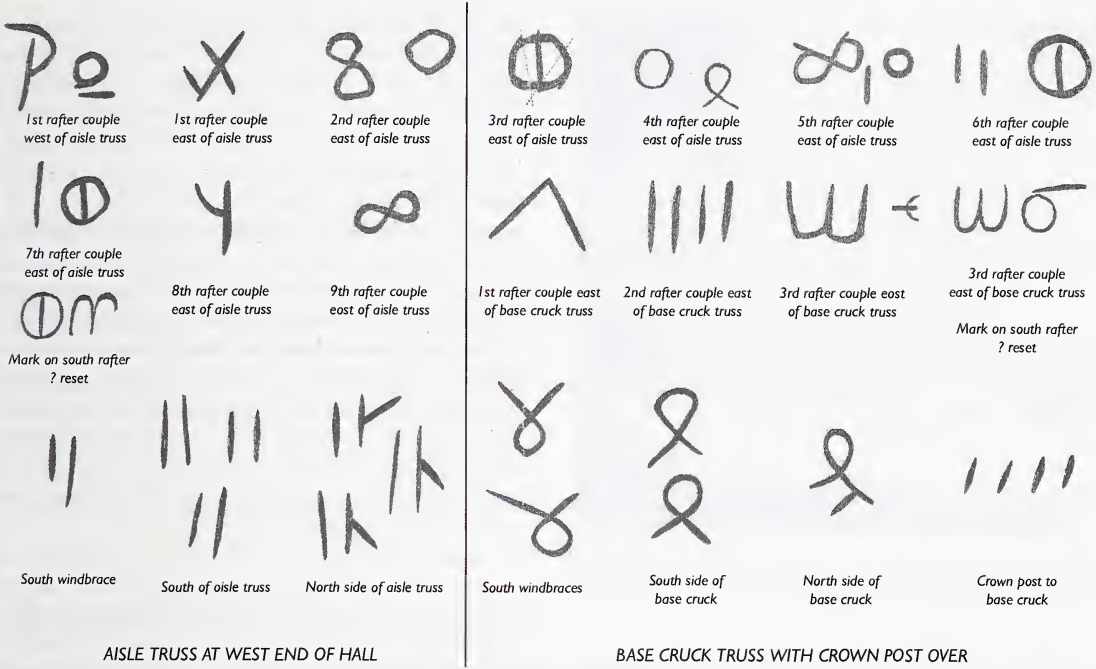 1st rafter couple
west of aisle truss
1st rafter couple
east of aisle truss
2nd rafter couple
east of aisle truss
3rd rafter couple
east of aisle truss
4th rafter couple
east of aisle truss
5th rafter couple
east of aisle truss
6th rafter couple
east of aisle truss
7th rafter couple
east of aisle truss
Mark on south rafter
? reset
8th rafter couple
east of aisle truss
9th rafter couple
eost of aisle truss
1st rafter couple east
of base cruck truss
2nd rafter couple east
of base cruck truss
3rd rafter couple eost
of base cruck truss
3rd rafter couple
east of bose cruck truss
Mark on south rafter
? reset
South windbrace
South of oisle truss
North side of aisle truss
South windbraces
South side of
base cruck
North side of
base cruck
Crown post to
base cruck
AISLE TRUSS AT WEST END OF HALL
BASE CRUCK TRUSS WITH CROWN POST OVER